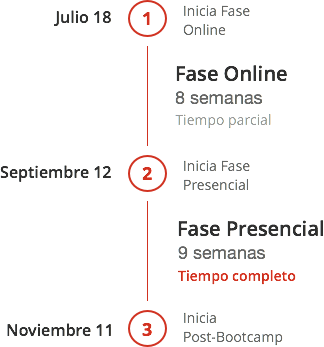 Julio 18
1
Inicia Fase
Online
Fase Online
8 semanas
Tiempo parcial
Septiembre 12
2
Inicia Fase
Presencial
Fase Presencial
9 semanas
Tiempo completo
Noviembre 11
3
Inicia
Post-Bootcamp